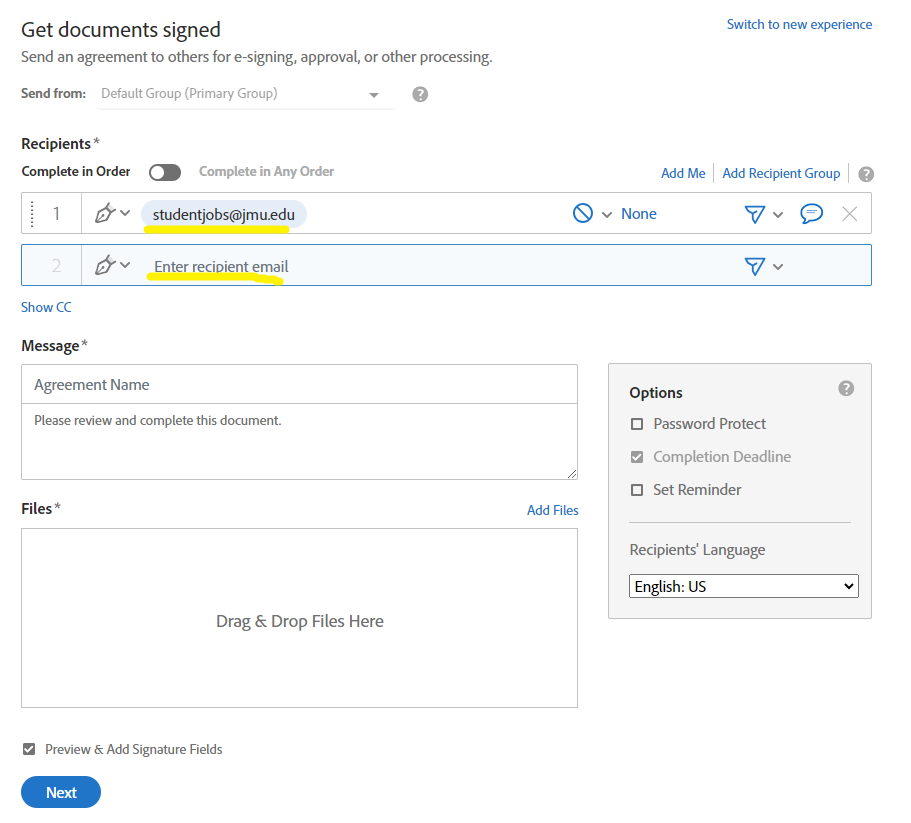 Get documents signed
Switch to new experience
Send an agreement to others for e-signing, approval, or other processing.
Send from: Default Group (Primary Group) ?
Recipients*
Complete in Order Complete in Any Order Add Me Add Recipient Group ?
1 studentjobs@jmu.edu None
2 Enter recipient email
Show CC
Message*
Agreement Name
Please review and complete this document.
Options ?
Password Protect
Completion Deadline
Set Reminder
Recipients' Language
English: US
Files* Add Files
Drag & Drop Files Here
Preview & Add Signature Fields
Next